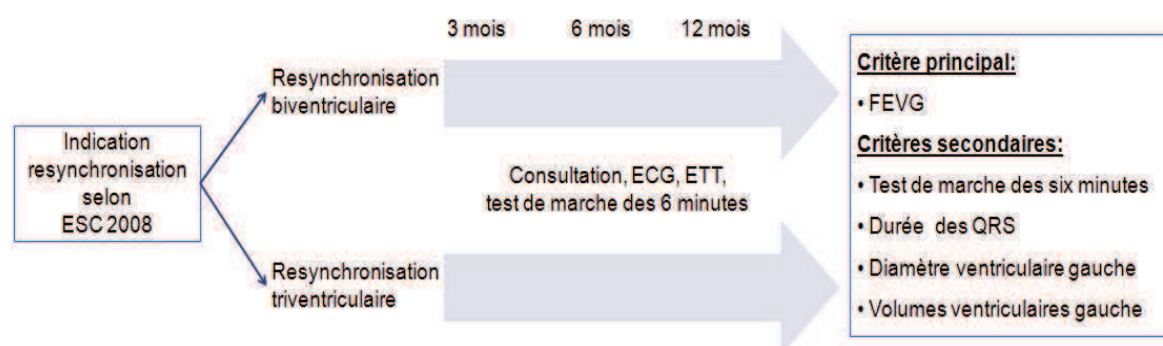 3 mois 6 mois 12 mois
Indication
resynchronisation
selon
ESC 2008
Resynchronisation
biventriculaire
Consultation, ECG, ETT,
test de marche des 6 minutes
Resynchronisation
triventriculaire
Critère principal:
• FEVG
Critères secondaires:
• Test de marche des six minutes
• Durée des QRS
• Diamètre ventriculaire gauche
• Volumes ventriculaires gauche